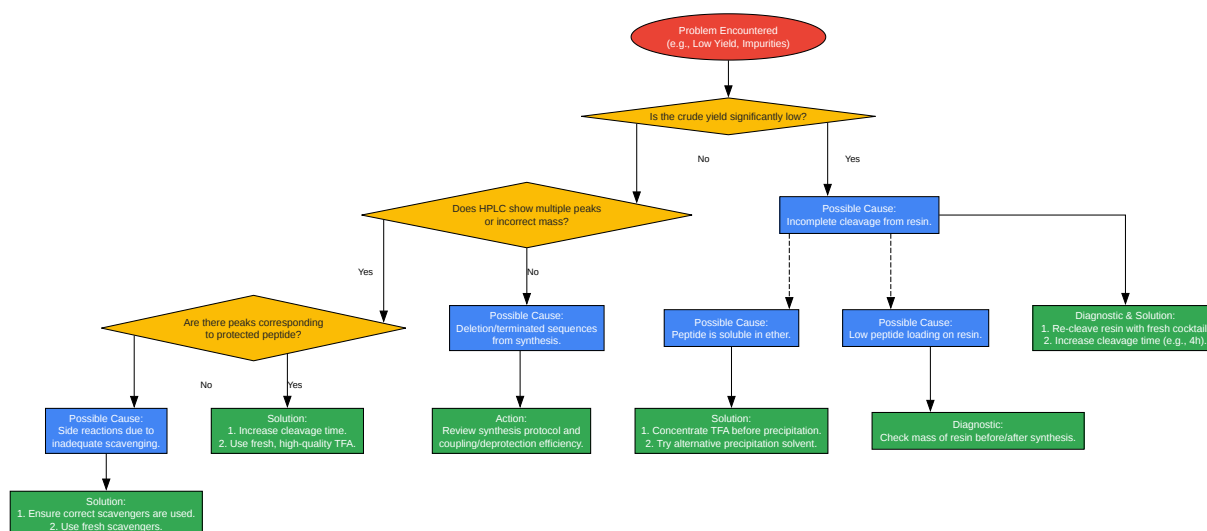 Problem Encountered
(e.g., Low Yield, Impurities)
Is the crude yield significantly low?
No
Yes
Does HPLC show multiple peaks
or incorrect mass?
Possible Cause:
Incomplete cleavage from resin.
Yes
No
Are there peaks corresponding
to protected peptide?
Possible Cause:
Deletion/terminated sequences
from synthesis.
Possible Cause:
Peptide is soluble in ether.
Possible Cause:
Low peptide loading on resin.
Diagnostic & Solution:
1. Re-cleave resin with fresh cocktail.
2. Increase cleavage time (e.g., 4h).
No
Yes
Possible Cause:
Side reactions due to
inadequate scavenging.
Solution:
1. Increase cleavage time.
2. Use fresh, high-quality TFA.
Action:
Review synthesis protocol and
coupling/deprotection efficiency.
Solution:
1. Concentrate TFA before precipitation.
2. Try alternative precipitation solvent.
Diagnostic:
Check mass of resin before/after synthesis.
Solution:
1. Ensure correct scavengers are used.
2. Use fresh scavengers.